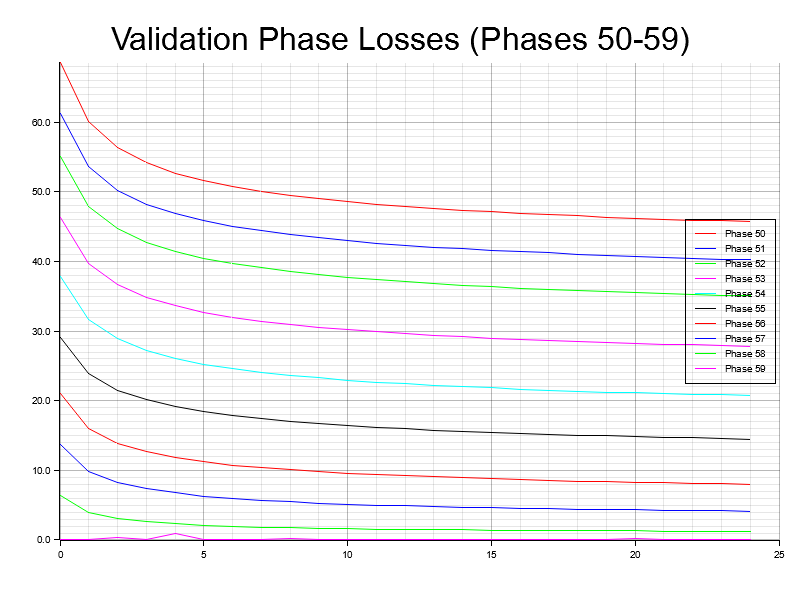 Validation Phase Losses (Phases 50-59)
60.0
50.0
40.0
30.0
20.0
10.0
0.0
0
5
10
15
20
25
Phase 50
Phase 51
Phase 52
Phase 53
Phase 54
Phase 55
Phase 56
Phase 57
Phase 58
Phase 59